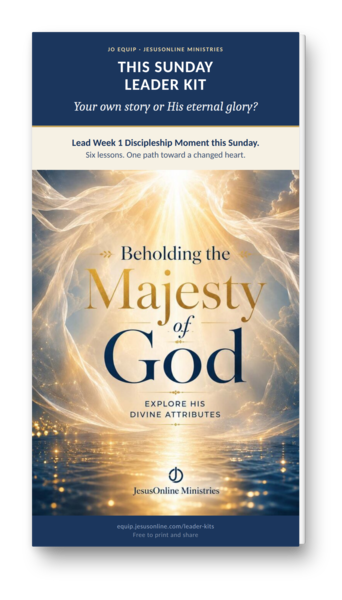 JO EQUIP · JESUSONLINE MINISTRIES
THIS SUNDAY
LEADER KIT
Your own story or His eternal glory?
Lead Week 1 Discipleship Moment this Sunday.
Six lessons. One path toward a changed heart.
Beholding the
Majesty
of
God
EXPLORE HIS
DIVINE ATTRIBUTES
JesusOnline Ministries
equip.jesusonline.com/leader-kits
Free to print and share